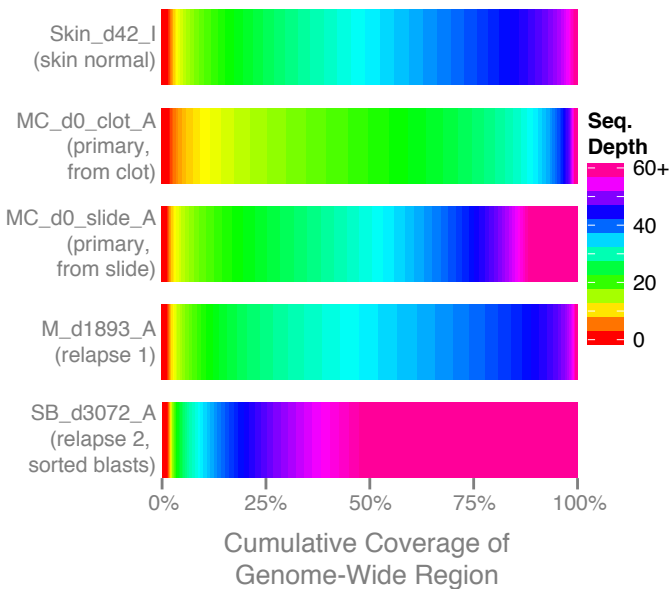 Skin_d42_I
(skin normal)
MC_d0_clot_A
(primary,
from clot)
MC_d0_slide_A
(primary,
from slide)
M_d1893_A
(relapse 1)
SB_d3072_A
(relapse 2,
sorted blasts)
Seq.
Depth
60+
40
20
0
0% 25% 50% 75% 100%
Cumulative Coverage of
Genome-Wide Region